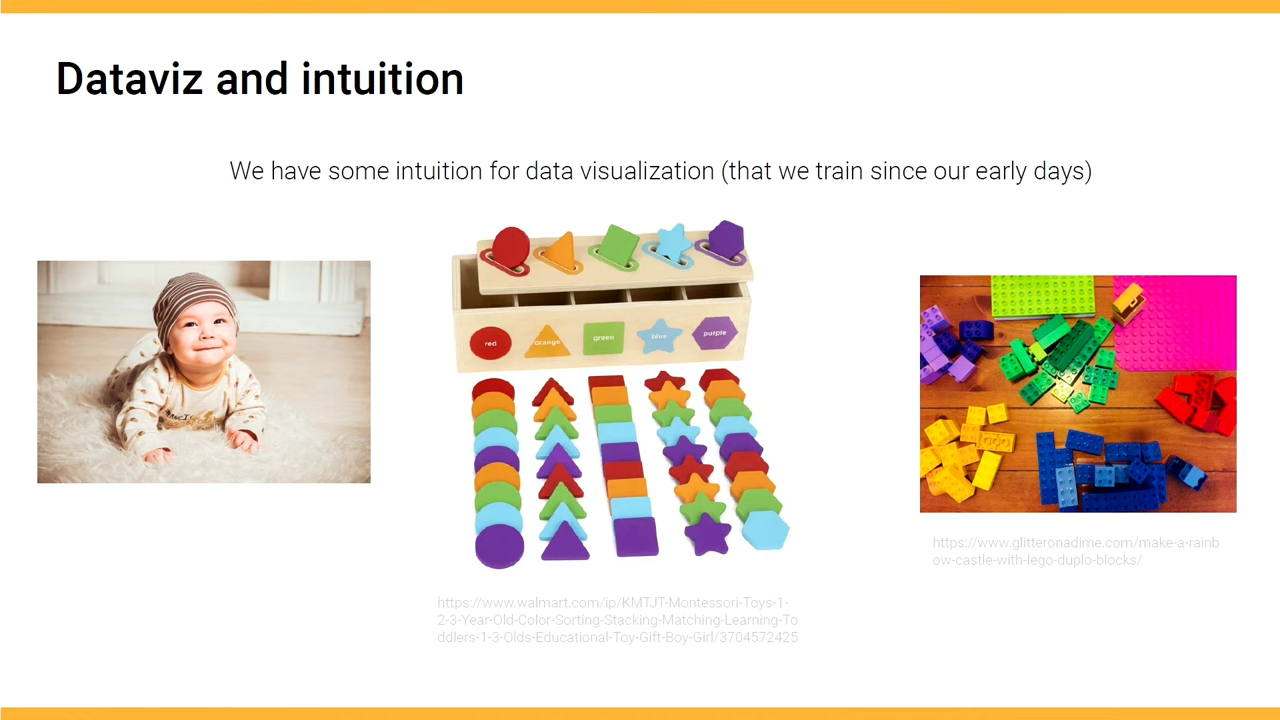 Dataviz and intuition
We have some intuition for data visualization (that we train since our early days)
red
orange
green
blue
purple
https://www.walmart.com/ip/KMTJT-Montessori-Toys-1-
2-3-Year-Old-Color-Sorting-Stacking-Matching-Learning-To
ddlers-1-3-Olds-Educational-Toy-Gift-Boy-Girl/3704572425
https://www.glitteronadime.com/make-a-rainb
ow-castle-with-lego-duplo-blocks/